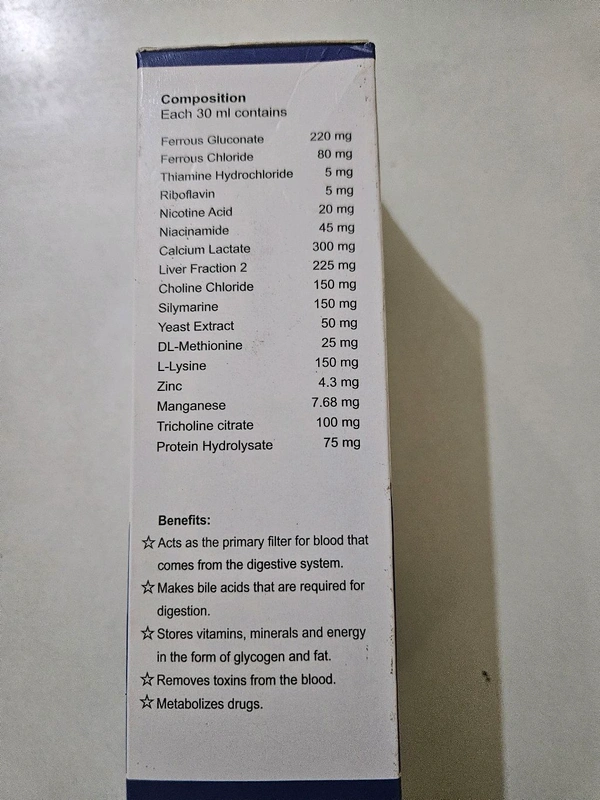 Composition
Each 30 ml contains
Ferrous Gluconate 220 mg
Ferrous Chloride 80 mg
Thiamine Hydrochloride 5 mg
Riboflavin 5 mg
Nicotine Acid 20 mg
Niacinamide 45 mg
Calcium Lactate 300 mg
Liver Fraction 2 225 mg
Choline Chloride 150 mg
Silymarine 150 mg
Yeast Extract 50 mg
DL-Methionine 25 mg
L-Lysine 150 mg
Zinc 4.3 mg
Manganese 7.68 mg
Tricholine citrate 100 mg
Protein Hydrolysate 75 mg
Benefits:
☆ Acts as the primary filter for blood that
comes from the digestive system.
☆ Makes bile acids that are required for
digestion.
☆ Stores vitamins, minerals and energy
in the form of glycogen and fat.
☆ Removes toxins from the blood.
☆ Metabolizes drugs.